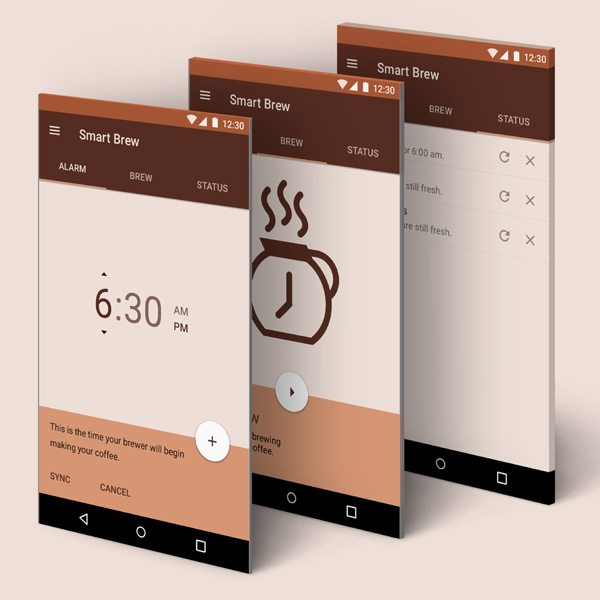 12:30
Smart Brew
ALARM BREW STATUS
6:30 AM
PM
This is the time your brewer will begin
making your coffee.
SYNC CANCEL
12:30
Smart Brew
BREW STATUS
brewing
12:30
Smart Brew
BREW STATUS
6:00 am.
still fresh.
are still fresh.